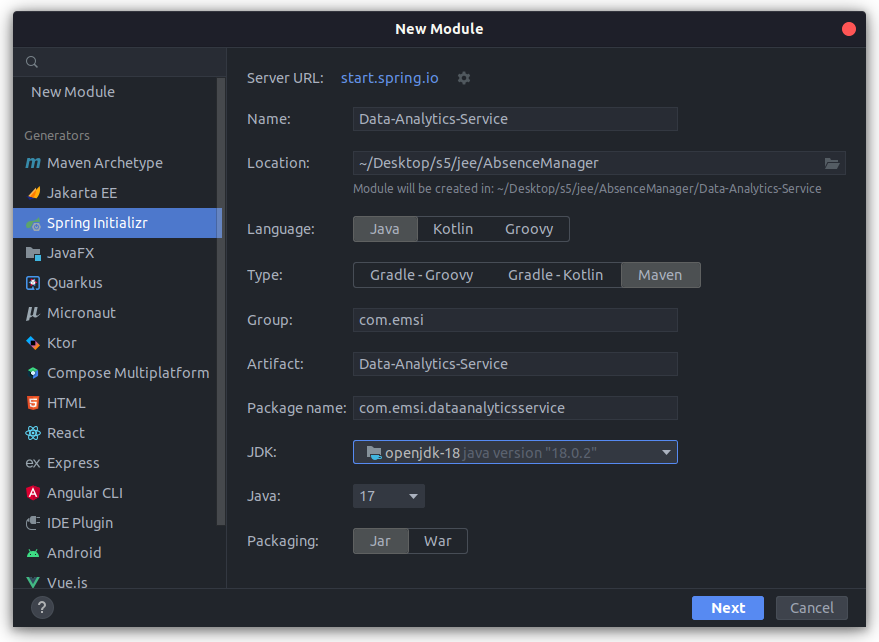 New Module
New Module
Generators
Maven Archetype
Jakarta EE
Spring Initializr
JavaFX
Quarkus
Micronaut
Ktor
Compose Multiplatform
HTML
React
Express
Angular CLI
IDE Plugin
Android
Vue.js
Server URL: start.spring.io
Name: Data-Analytics-Service
Location: ~/Desktop/s5/jee/AbsenceManager
Module will be created in: ~/Desktop/s5/jee/AbsenceManager/Data-Analytics-Service
Language: Java Kotlin Groovy
Type: Gradle - Groovy Gradle - Kotlin Maven
Group: com.emsi
Artifact: Data-Analytics-Service
Package name: com.emsi.dataanalyticsservice
JDK: openjdk-18 java version "18.0.2"
Java: 17
Packaging: Jar War
? Next Cancel